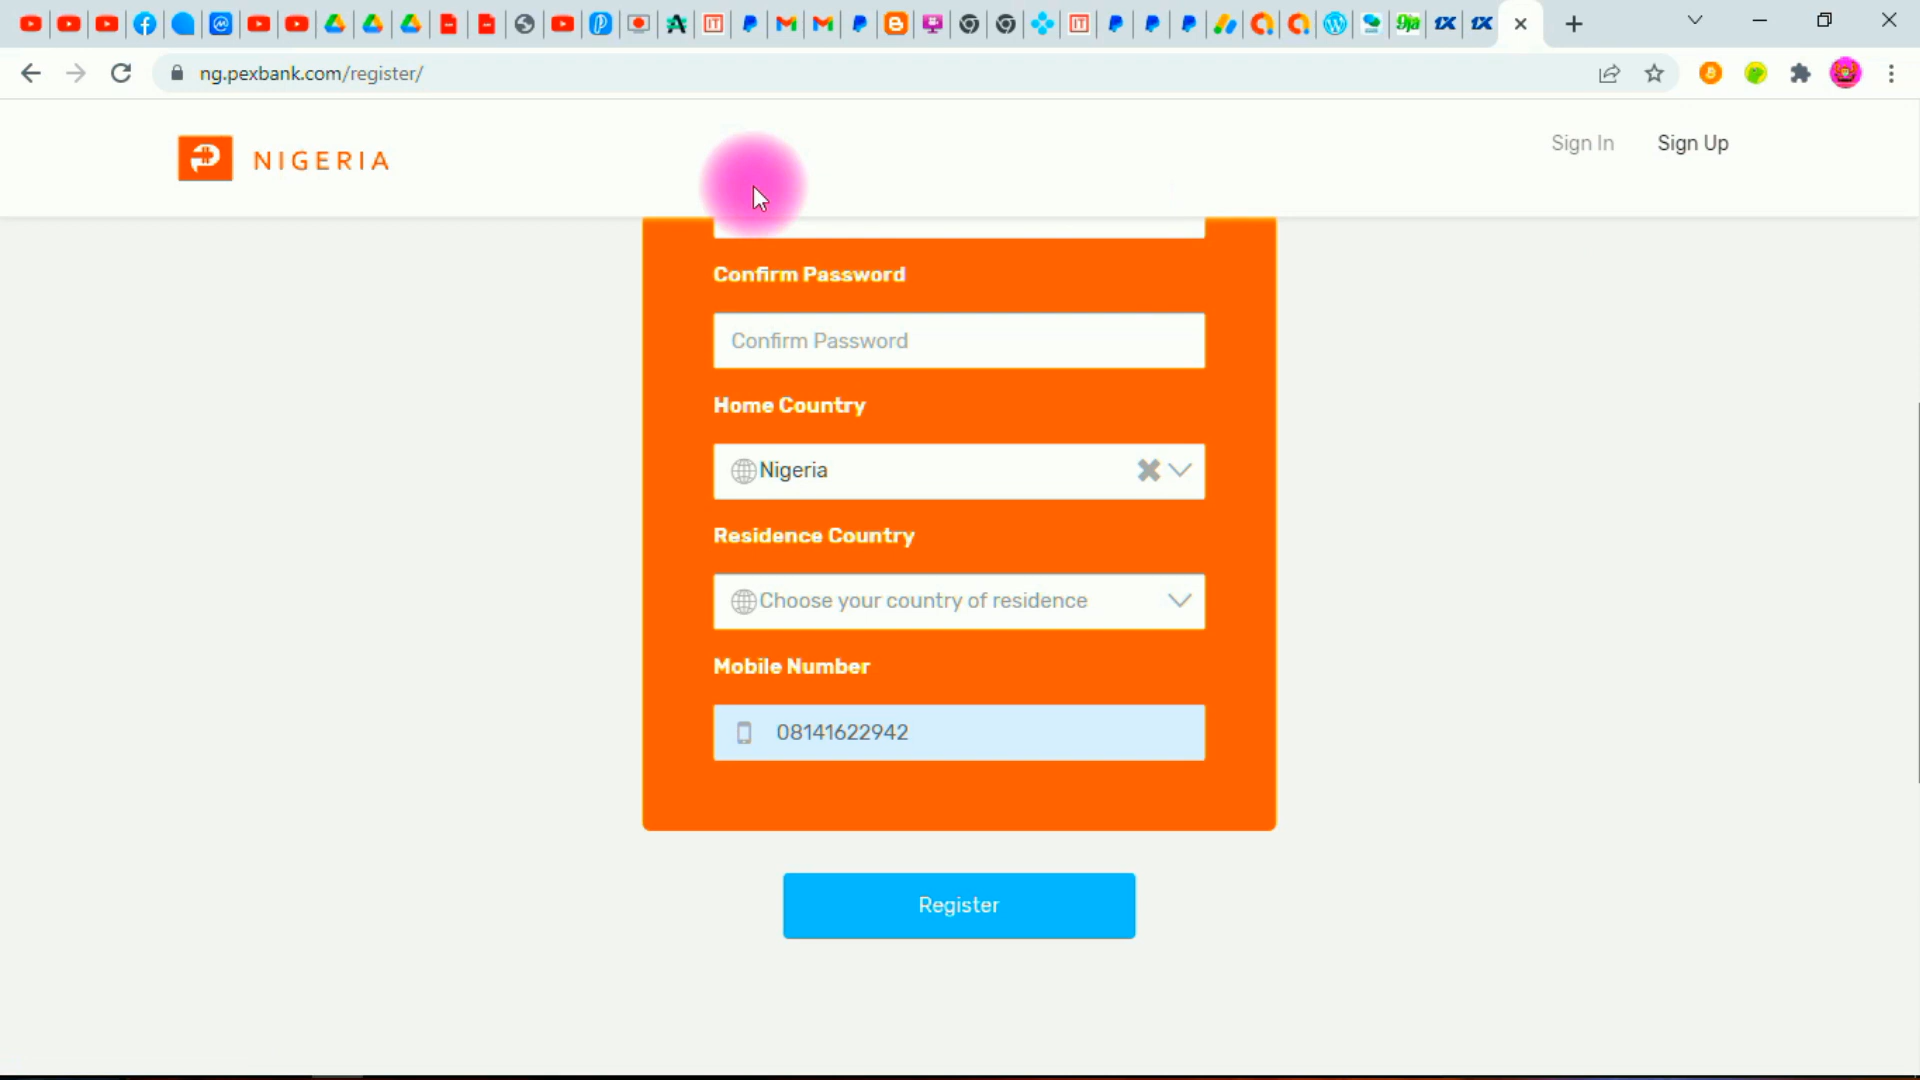 ng.pexbank.com/register/
NIGERIA
Sign In
Sign Up
Confirm Password
Confirm Password
Home Country
Nigeria
Residence Country
Choose your country of residence
Mobile Number
08141622942
Register